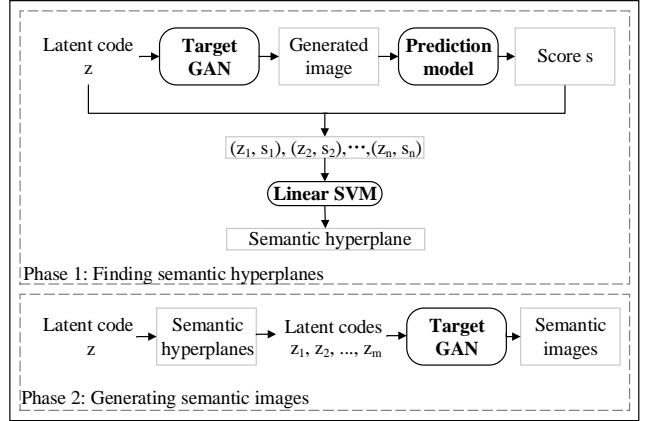 Latent code
z
Target
GAN
Generated
image
Prediction
model
Score s
(z₁, s₁), (z₂, s₂),···,(zₙ, sₙ)
Linear SVM
Semantic hyperplane
Phase 1: Finding semantic hyperplanes
Latent code
z
Semantic
hyperplanes
Latent codes
z₁, z₂, ..., zₘ
Target
GAN
Semantic
images
Phase 2: Generating semantic images